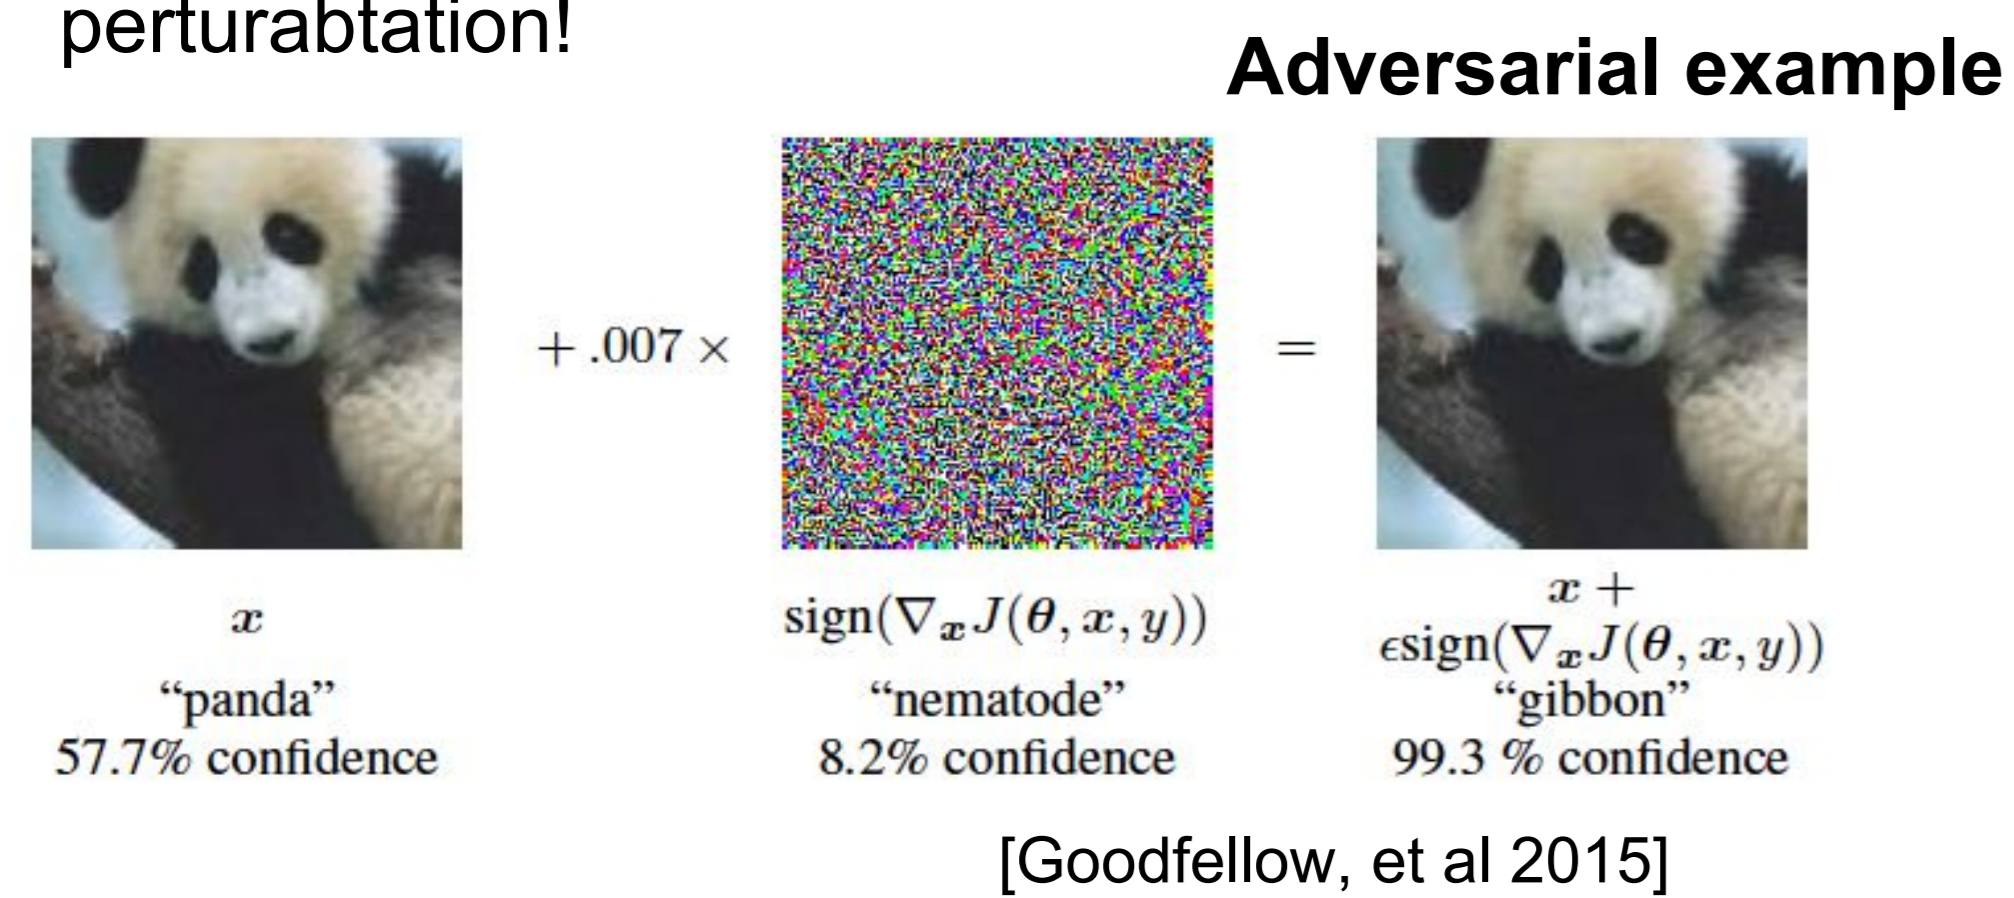 perturabtation!
Adversarial example
+ .007 ×
=
x
sign(∇ₓJ(θ, x, y))
x +
ϵsign(∇ₓJ(θ, x, y))
“panda”
“nematode”
“gibbon”
57.7% confidence
8.2% confidence
99.3 % confidence
[Goodfellow, et al 2015]